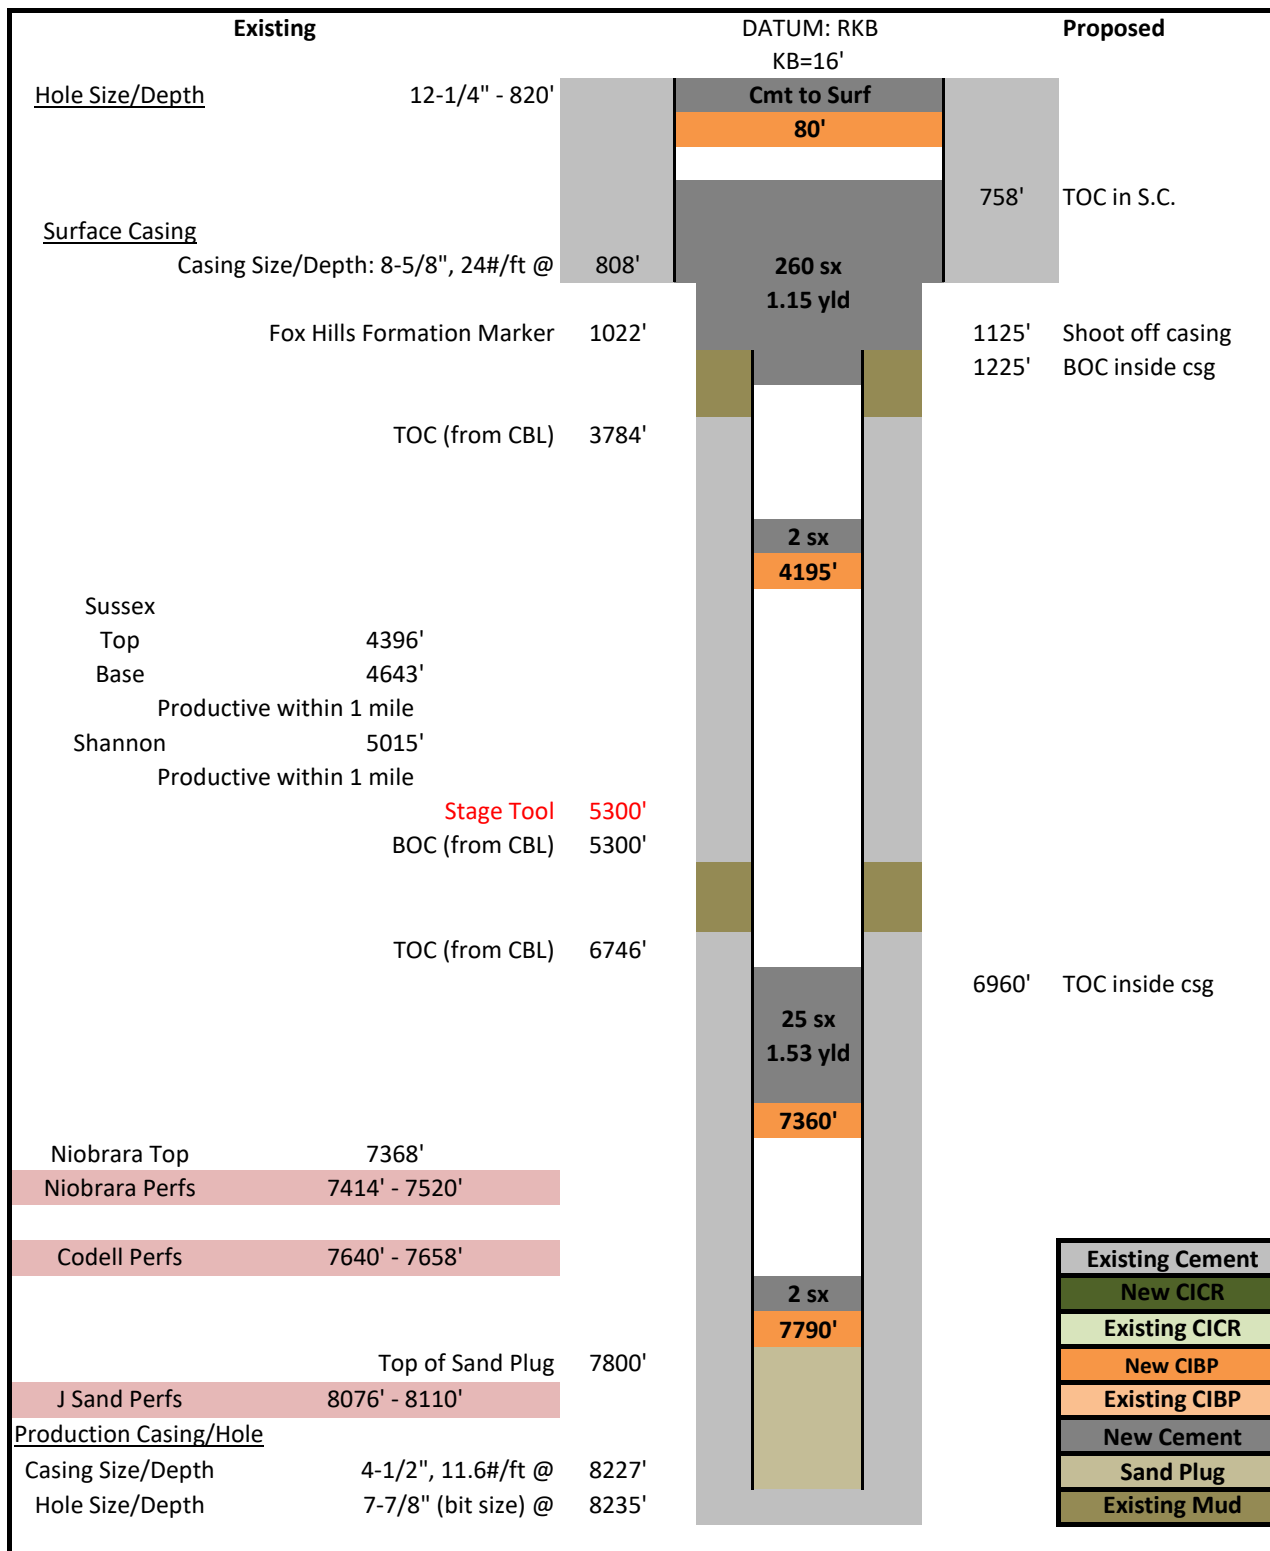 Existing DATUM: RKB Proposed
KB=16'
Hole Size/Depth 12-1/4" - 820' Cmt to Surf
80'
758' TOC in S.C.
Surface Casing
Casing Size/Depth: 8-5/8", 24#/ft @ 808' 260 sx
1.15 yld
Fox Hills Formation Marker 1022' 1125' Shoot off casing
1225' BOC inside csg
TOC (from CBL) 3784'
2 sx
4195'
Sussex
Top 4396'
Base 4643'
Productive within 1 mile
Shannon 5015'
Productive within 1 mile
Stage Tool 5300'
BOC (from CBL) 5300'
TOC (from CBL) 6746'
6960' TOC inside csg
25 sx
1.53 yld
7360'
Niobrara Top 7368'
Niobrara Perfs 7414' - 7520'
Codell Perfs 7640' - 7658' Existing Cement
2 sx New CICR
7790' Existing CICR
Top of Sand Plug 7800' New CIBP
J Sand Perfs 8076' - 8110' Existing CIBP
Production Casing/Hole New Cement
Casing Size/Depth 4-1/2", 11.6#/ft @ 8227' Sand Plug
Hole Size/Depth 7-7/8" (bit size) @ 8235' Existing Mud